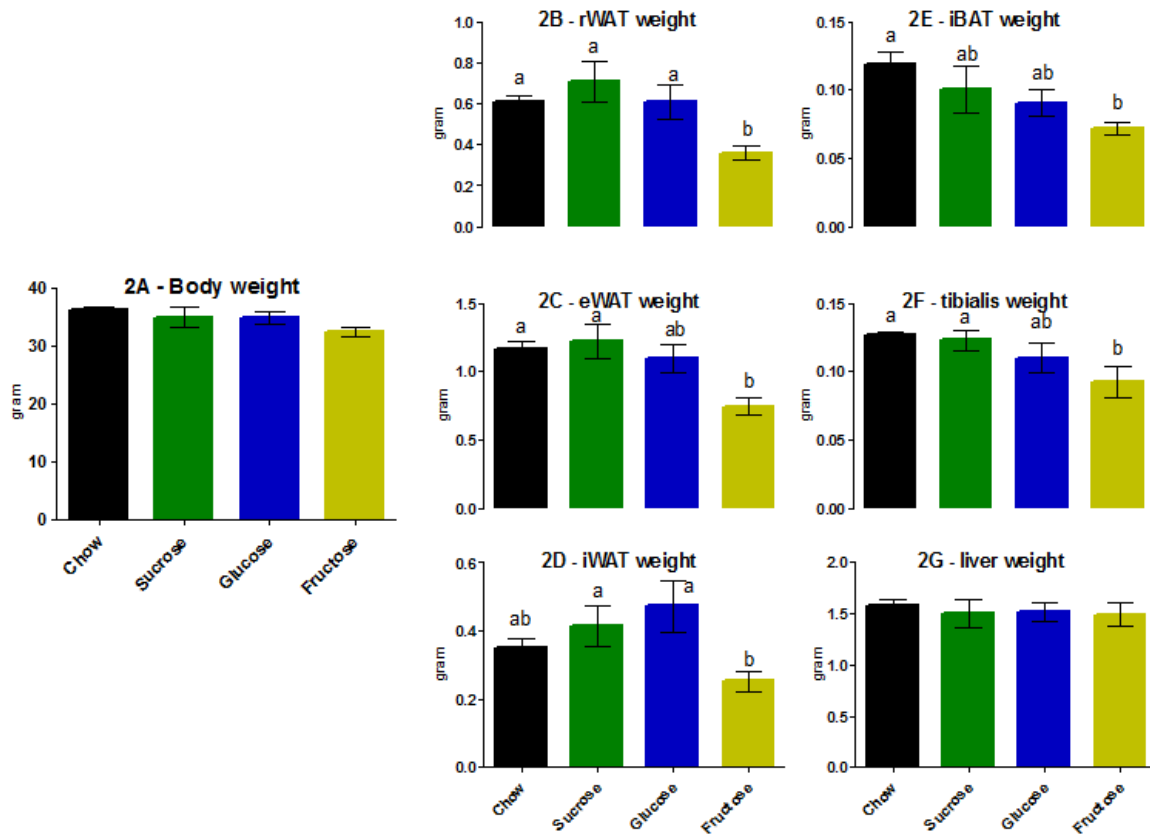 2A - Body weight
gram
40
30
20
10
0
Chow
Sucrose
Glucose
Fructose
2B - rWAT weight
gram
1.0
0.8
0.6
0.4
0.2
0.0
a
a
a
b
2C - eWAT weight
gram
1.5
1.0
0.5
0.0
a
a
ab
b
2D - iWAT weight
gram
0.6
0.4
0.2
0.0
ab
a
a
b
Chow
Sucrose
Glucose
Fructose
2E - iBAT weight
gram
0.15
0.10
0.05
0.00
a
ab
ab
b
2F - tibialis weight
gram
0.15
0.10
0.05
0.00
a
a
ab
b
2G - liver weight
gram
2.0
1.5
1.0
0.5
0.0
Chow
Sucrose
Glucose
Fructose